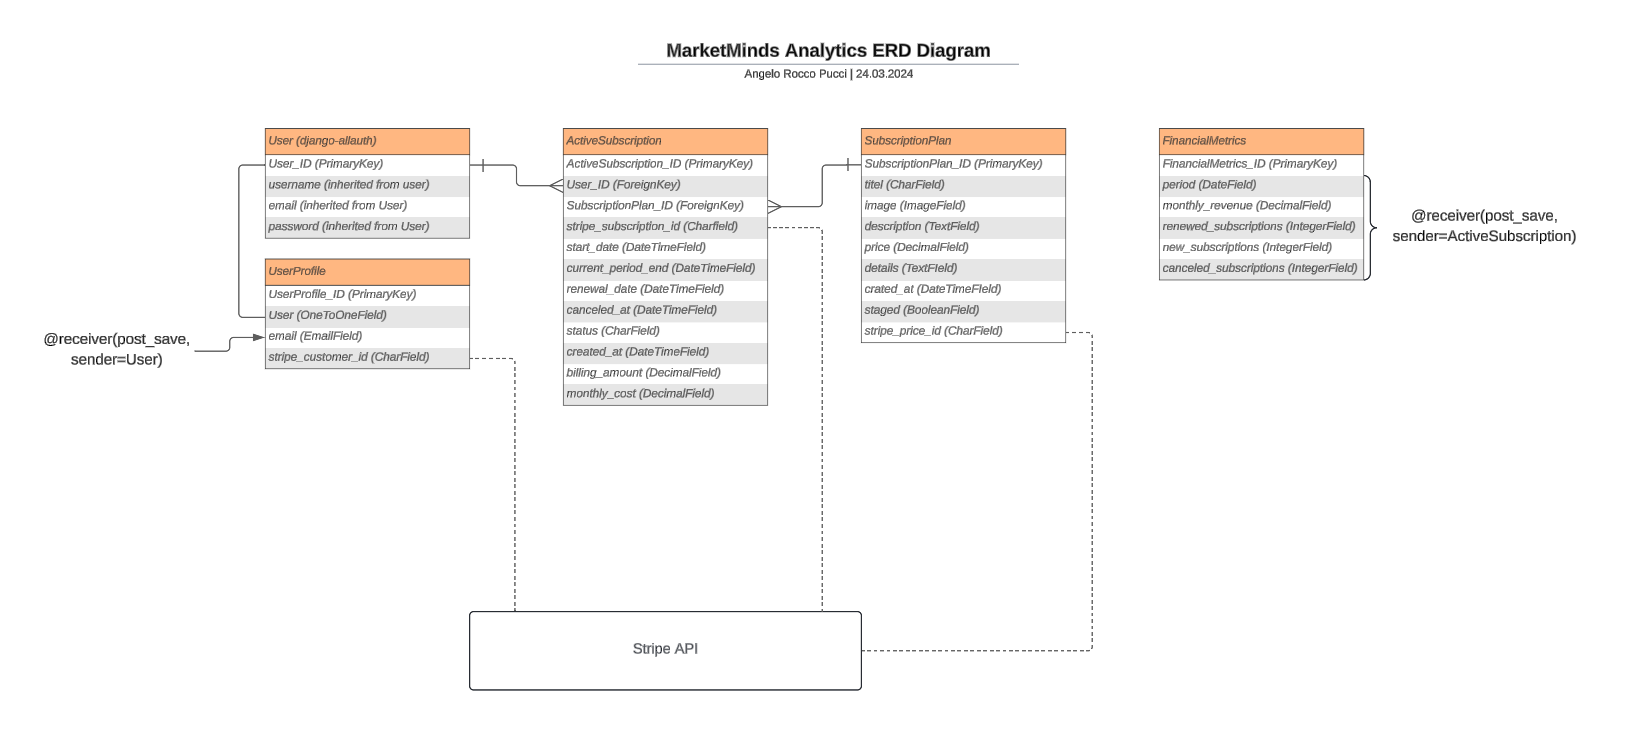 MarketMinds Analytics ERD Diagram
Angelo Rocco Pucci | 24.03.2024
User (django-allauth)
User_ID (PrimaryKey)
username (inherited from user)
email (inherited from User)
password (inherited from User)
UserProfile
UserProfile_ID (PrimaryKey)
User (OneToOneField)
email (EmailField)
stripe_customer_id (CharField)
@receiver(post_save,
sender=User)
ActiveSubscription
ActiveSubscription_ID (PrimaryKey)
User_ID (ForeignKey)
SubscriptionPlan_ID (ForeignKey)
stripe_subscription_id (Charfield)
start_date (DateTimeField)
current_period_end (DateTimeField)
renewal_date (DateTimeField)
canceled_at (DateTimeField)
status (CharField)
created_at (DateTimeField)
billing_amount (DecimalField)
monthly_cost (DecimalField)
SubscriptionPlan
SubscriptionPlan_ID (PrimaryKey)
titel (CharField)
image (ImageField)
description (TextField)
price (DecimalField)
details (TextFIeld)
crated_at (DateTimeFIeld)
staged (BooleanField)
stripe_price_id (CharField)
FinancialMetrics
FinancialMetrics_ID (PrimaryKey)
period (DateField)
monthly_revenue (DecimalField)
renewed_subscriptions (IntegerField)
new_subscriptions (IntegerField)
canceled_subscriptions (IntegerField)
@receiver(post_save,
sender=ActiveSubscription)
Stripe API